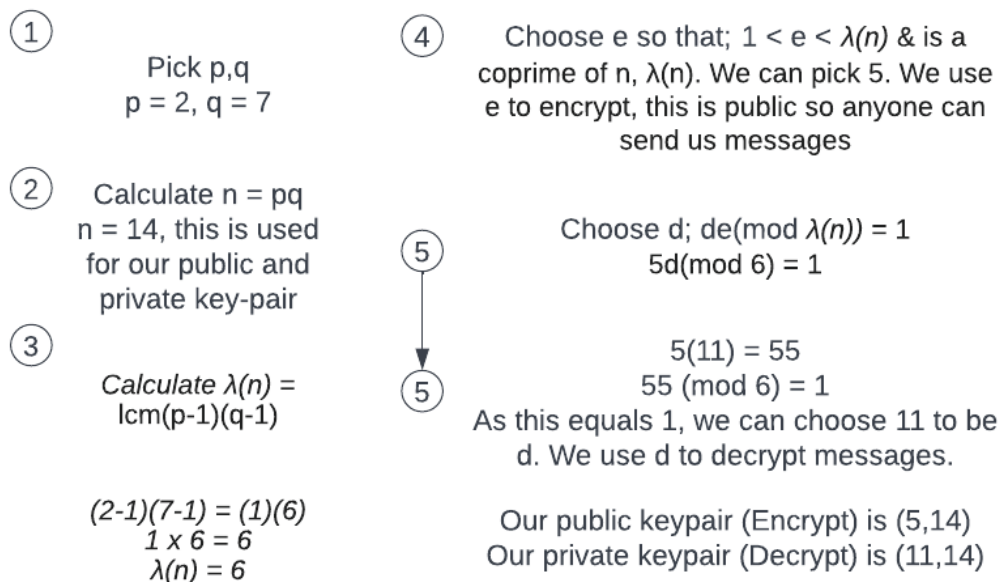 1
Pick p,q
p = 2, q = 7
2
Calculate n = pq
n = 14, this is used
for our public and
private key-pair
3
Calculate λ(n) =
lcm(p-1)(q-1)
(2-1)(7-1) = (1)(6)
1 x 6 = 6
λ(n) = 6
4
Choose e so that; 1 < e < λ(n) & is a
coprime of n, λ(n). We can pick 5. We use
e to encrypt, this is public so anyone can
send us messages
5
Choose d; de(mod λ(n)) = 1
5d(mod 6) = 1
5
5(11) = 55
55 (mod 6) = 1
As this equals 1, we can choose 11 to be
d. We use d to decrypt messages.
Our public keypair (Encrypt) is (5,14)
Our private keypair (Decrypt) is (11,14)